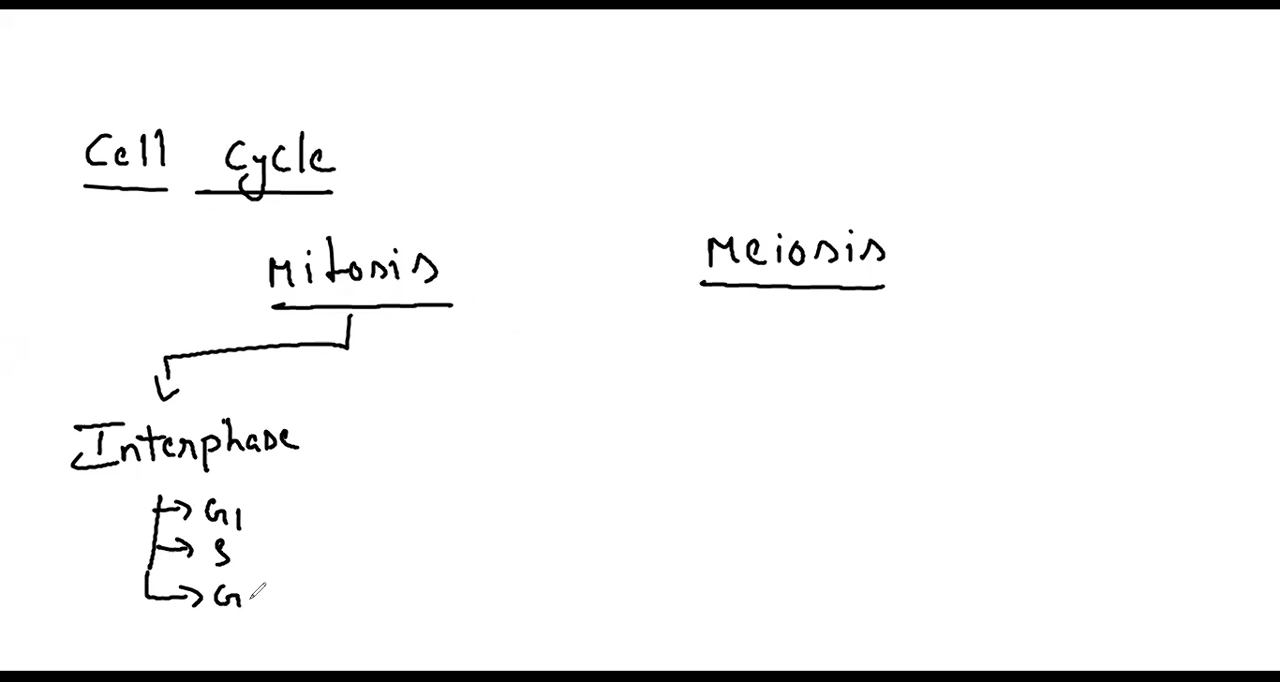 Cell Cycle
Mitosis
Meiosis
Interphase
G1
S
G